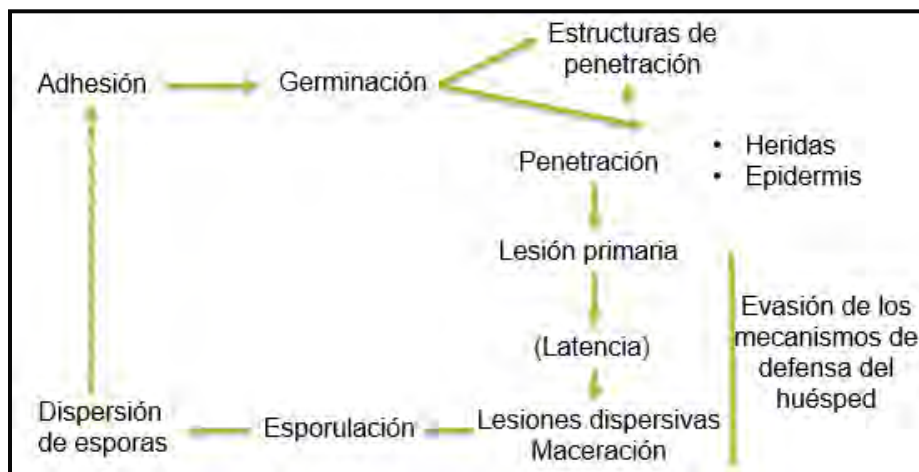 Estructuras de
penetración
Adhesión
Germinación
Penetración
• Heridas
• Epidermis
Lesión primaria
(Latencia)
Evasión de los
mecanismos de
defensa del
huésped
Lesiones dispersivas
Maceración
Esporulación
Dispersión
de esporas